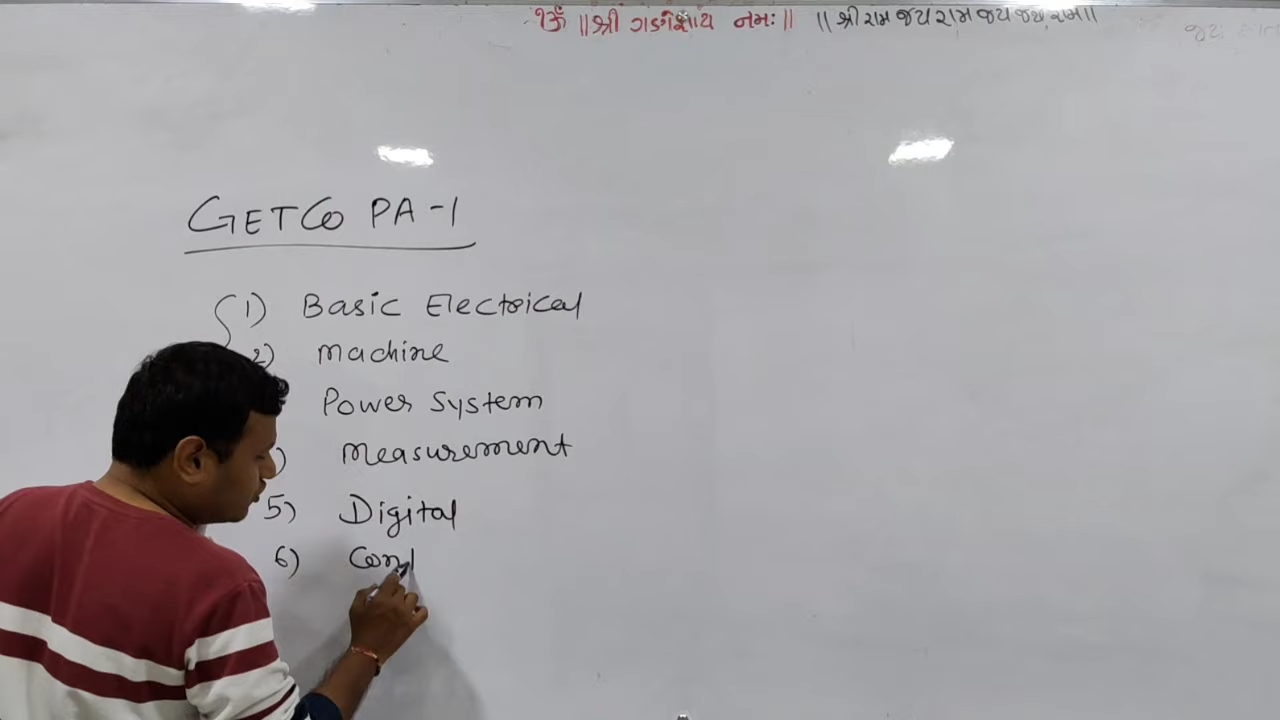 ૐ ||શ્રી ગણેશાય નમઃ|| || શ્રી રામ જય રામ જય જય રામ||
GETCO PA-1
1) Basic Electrical
2) Machine
Power System
) Measurement
5) Digital
6) Cont